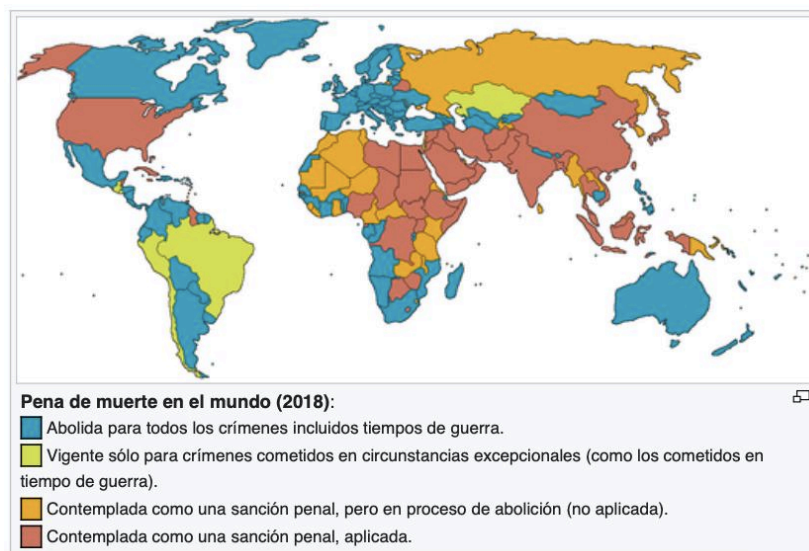 Pena de muerte en el mundo (2018):
Abolida para todos los crímenes incluidos tiempos de guerra.
Vigente sólo para crímenes cometidos en circunstancias excepcionales (como los cometidos en
tiempo de guerra).
Contemplada como una sanción penal, pero en proceso de abolición (no aplicada).
Contemplada como una sanción penal, aplicada.